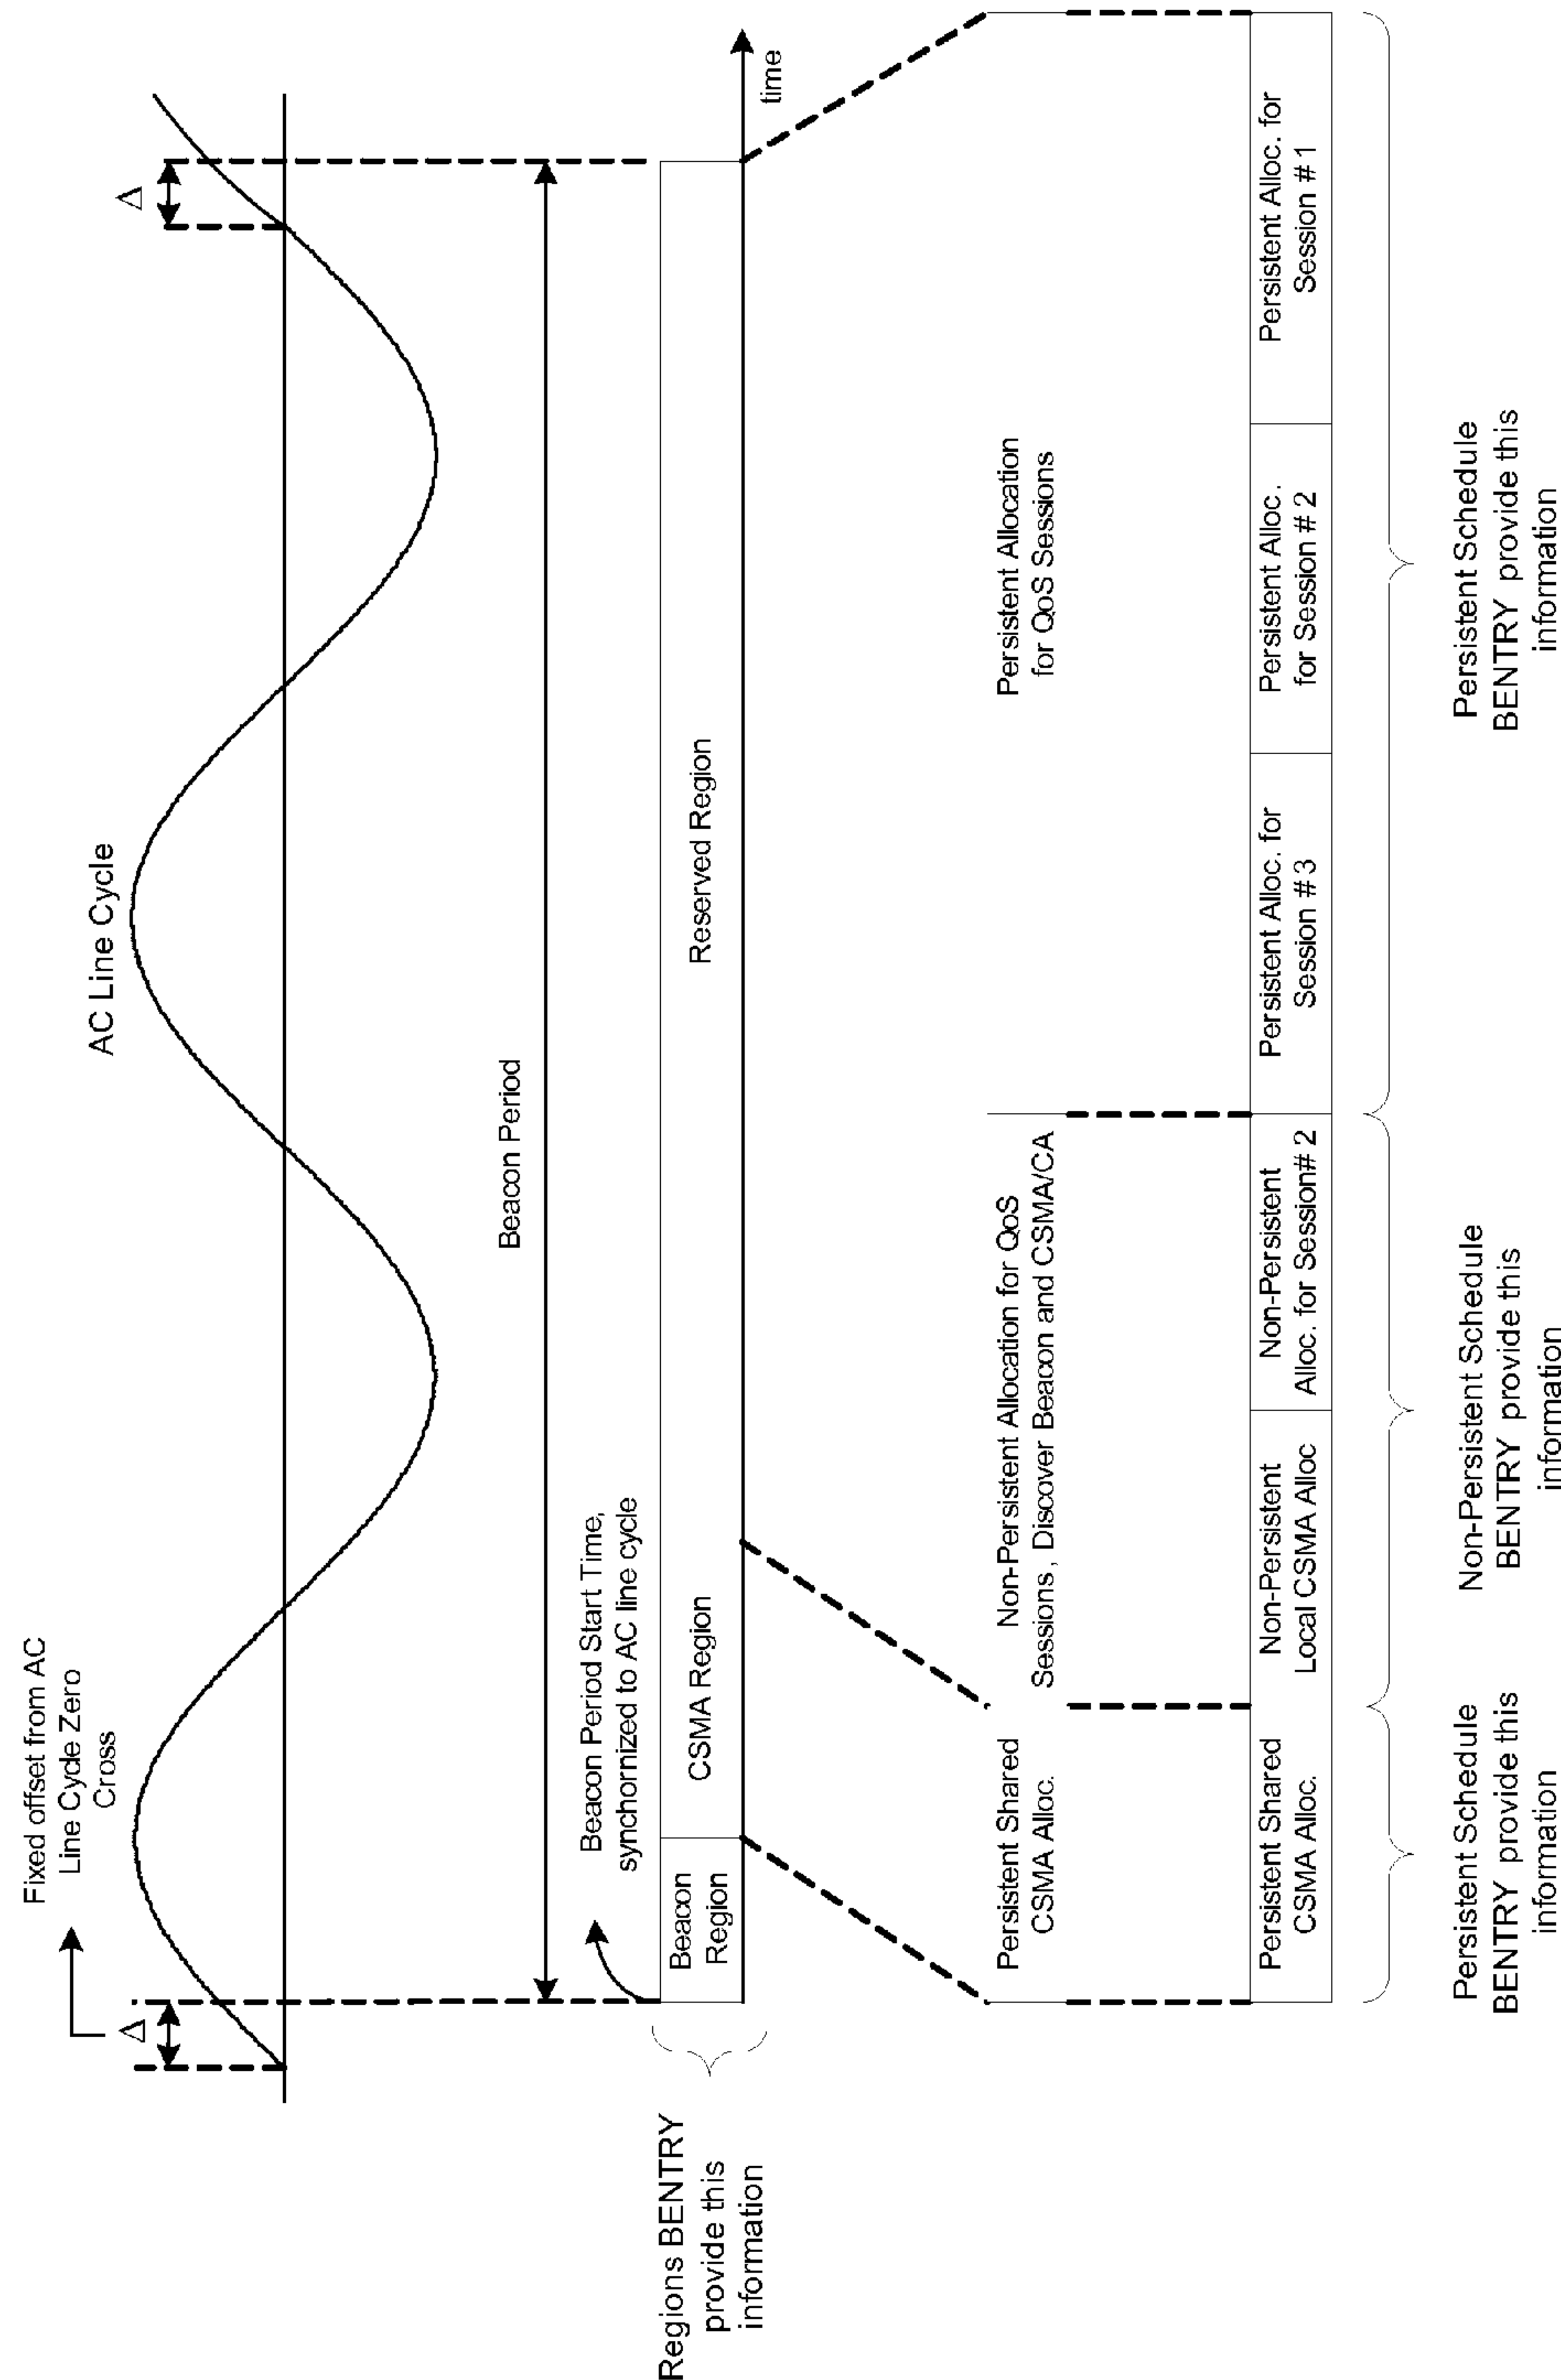 Fixed offset from AC
Line Cycle Zero
Cross
AC Line Cycle
Δ
Δ
Beacon Period
Beacon Period Start Time,
synchornized to AC line cycle
Regions BENTRY
provide this
information
Beacon
Region
CSMA Region
Reserved Region
time
Persistent Shared
CSMA Alloc.
Non-Persistent Allocation for QoS
Sessions, Discover Beacon and CSMA/CA
Persistent Allocation
for QoS Sessions
Persistent Shared
CSMA Alloc.
Non-Persistent
Local CSMA Alloc
Non-Persistent
Alloc. for Session# 2
Persistent Alloc. for
Session # 3
Persistent Alloc.
for Session # 2
Persistent Alloc. for
Session # 1
Persistent Schedule
BENTRY provide this
information
Non-Persistent Schedule
BENTRY provide this
information
Persistent Schedule
BENTRY provide this
information